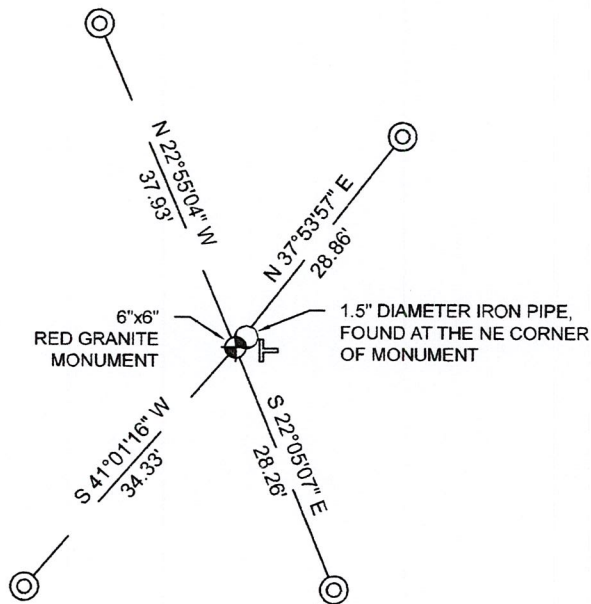 N 22°55'04" W
37.93'
N 37°53'57" E
28.86'
6"x6"
RED GRANITE
MONUMENT
1.5" DIAMETER IRON PIPE,
FOUND AT THE NE CORNER
OF MONUMENT
S 41°01'16" W
34.33'
S 22°05'07" E
28.26'